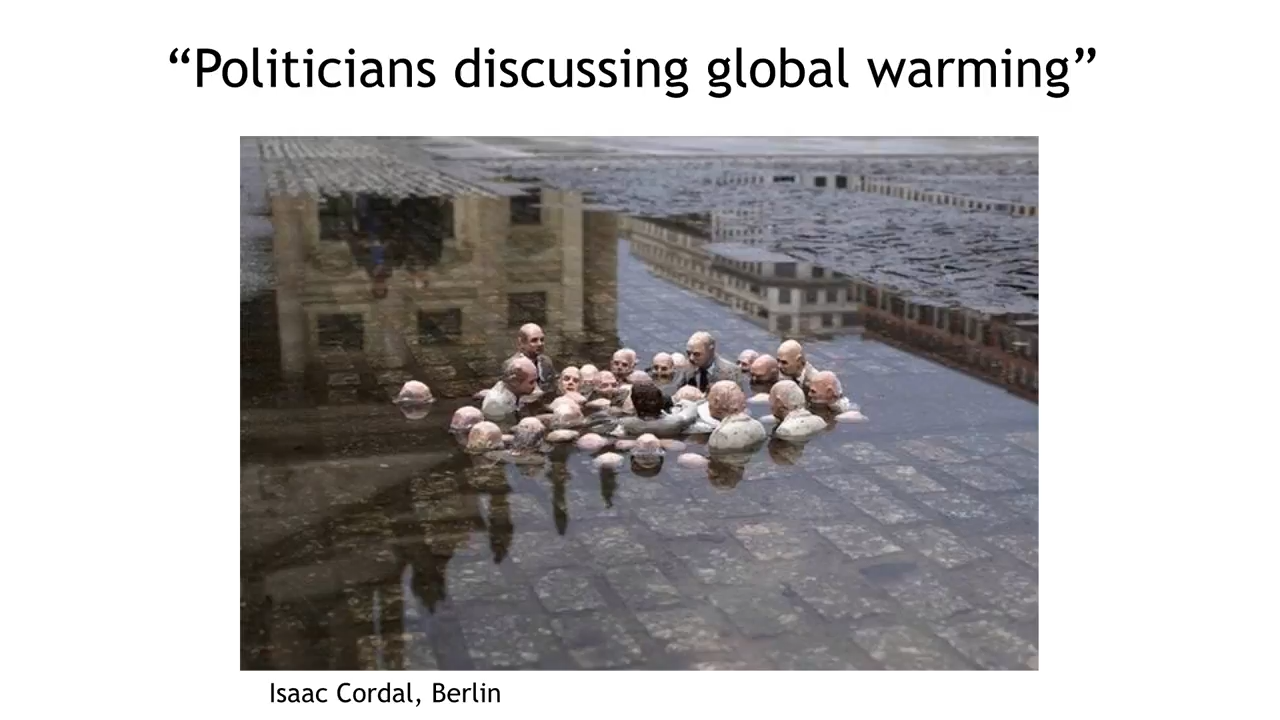 “Politicians discussing global warming”
Isaac Cordal, Berlin